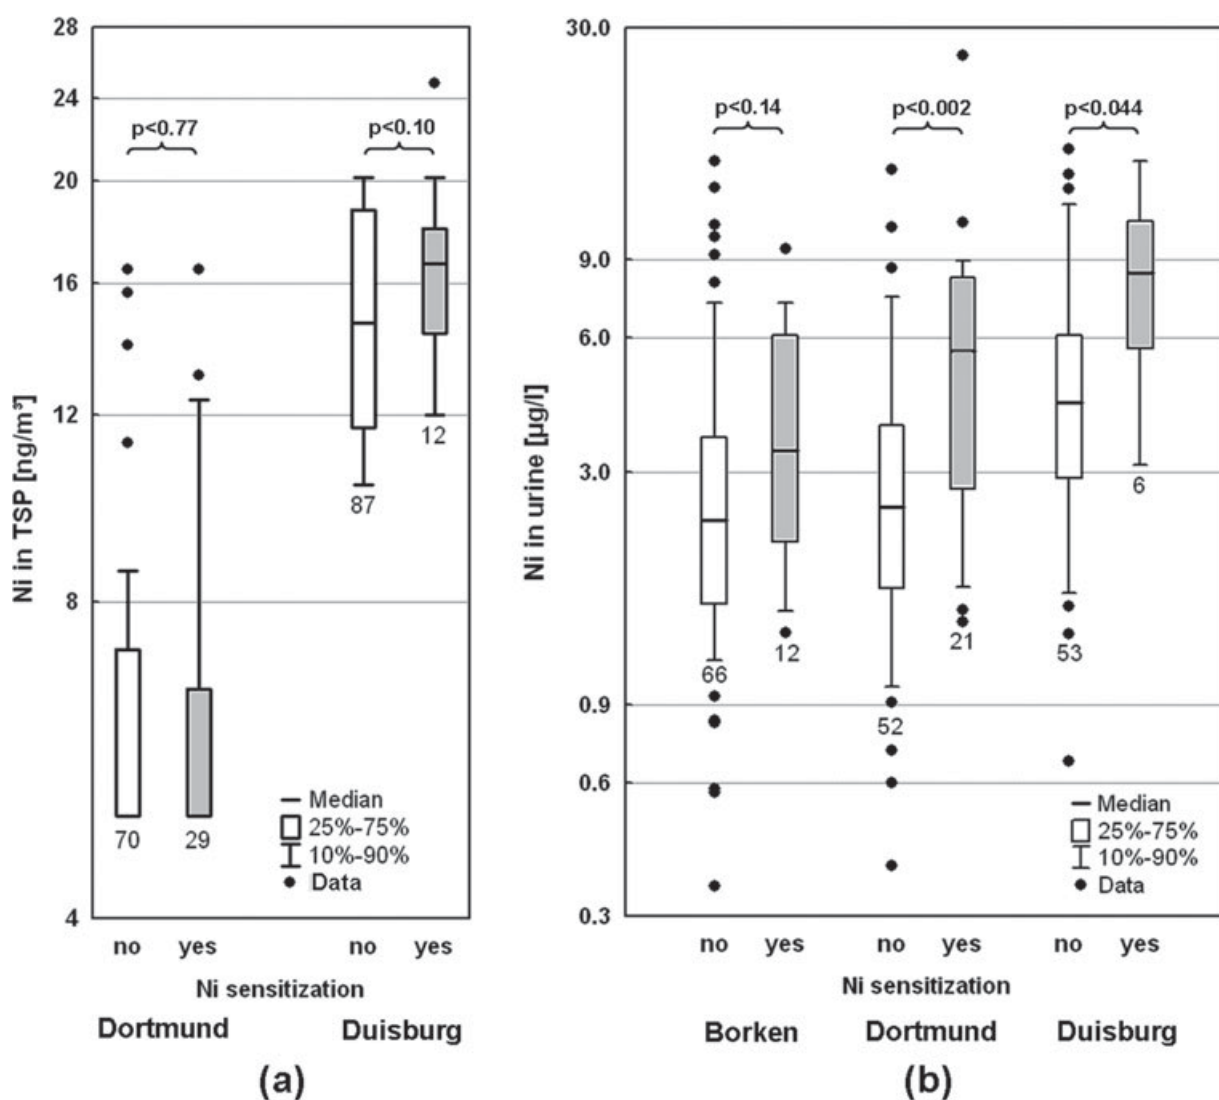 28
24
20
16
12
8
4
Ni in TSP [ng/m³]
p<0.77
p<0.10
87
12
70
29
Median
25%-75%
10%-90%
Data
no yes no yes
Ni sensitization
Dortmund Duisburg
(a)
30.0
9.0
6.0
3.0
0.9
0.6
0.3
Ni in urine [µg/l]
p<0.14
p<0.002
p<0.044
66
12
52
21
53
6
Median
25%-75%
10%-90%
Data
no yes no yes no yes
Ni sensitization
Borken Dortmund Duisburg
(b)